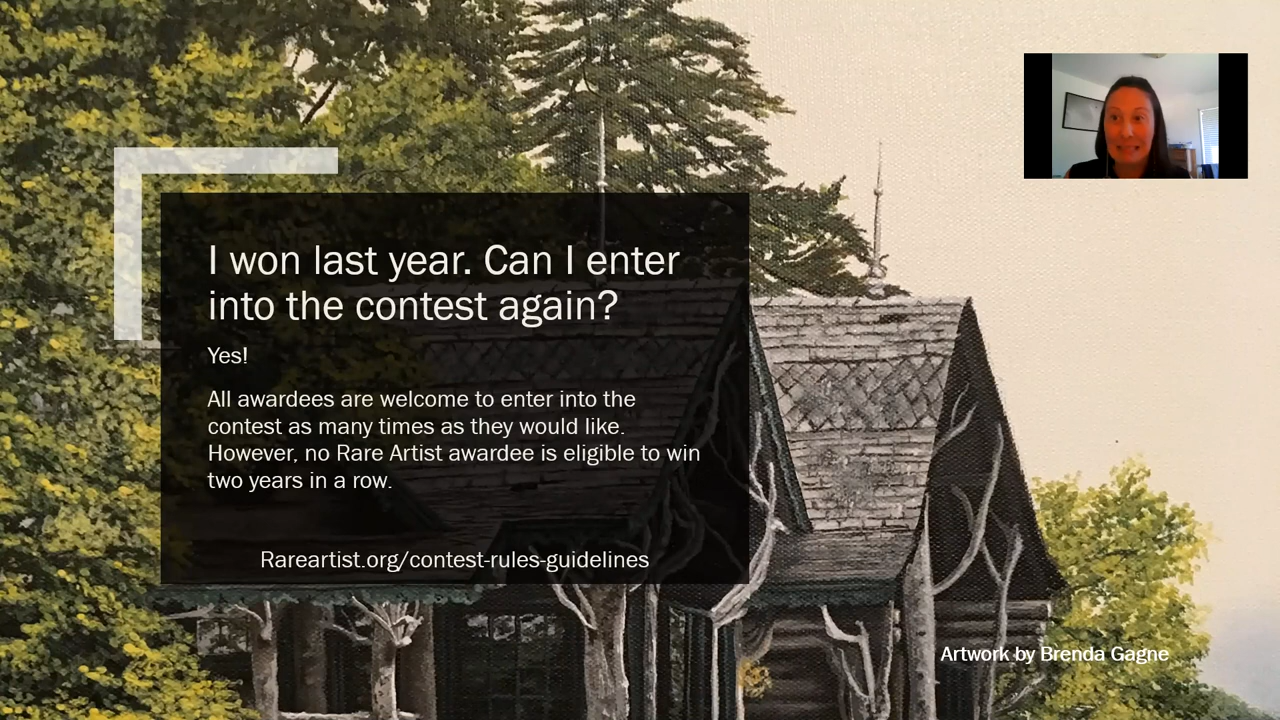 I won last year. Can I enter
into the contest again?
Yes!
All awardees are welcome to enter into the
contest as many times as they would like.
However, no Rare Artist awardee is eligible to win
two years in a row.
Rareartist.org/contest-rules-guidelines
Artwork by Brenda Gagne